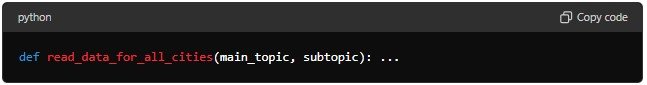 python
Copy code
def read_data_for_all_cities(main_topic, subtopic): ...